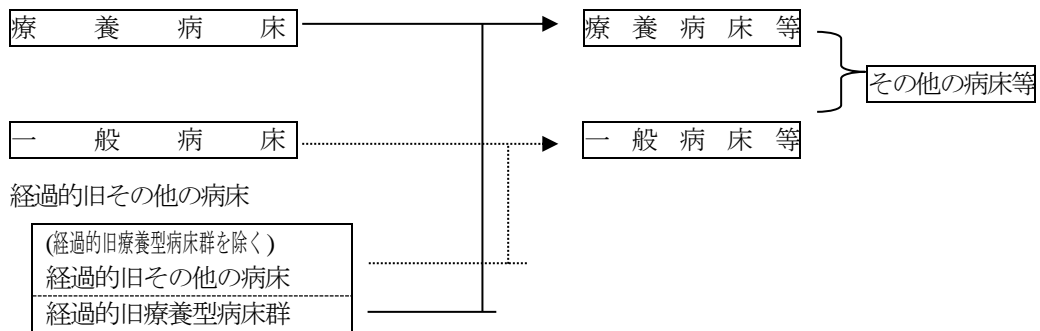 療養病床
療養病床等
その他の病床等
一般病床
一般病床等
経過的旧その他の病床
(経過的旧療養型病床群を除く)
経過的旧その他の病床
経過的旧療養型病床群